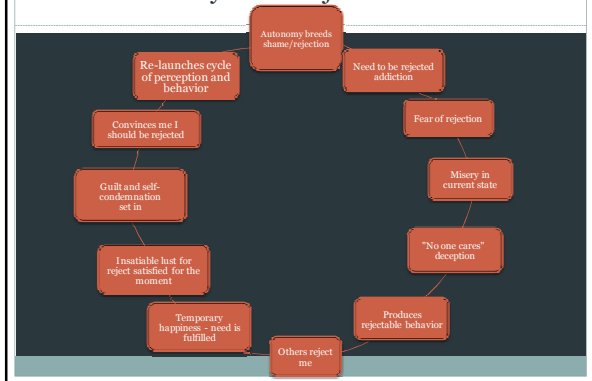 Autonomy breeds
shame/rejection
Need to be rejected
addiction
Fear of rejection
Misery in
current state
"No one cares"
deception
Produces
rejectable behavior
Others reject
me
Temporary
happiness - need is
fulfilled
Insatiable lust for
reject satisfied for the
moment
Guilt and self-
condemnation
set in
Convinces me I
should be rejected
Re-launches cycle
of perception and
behavior